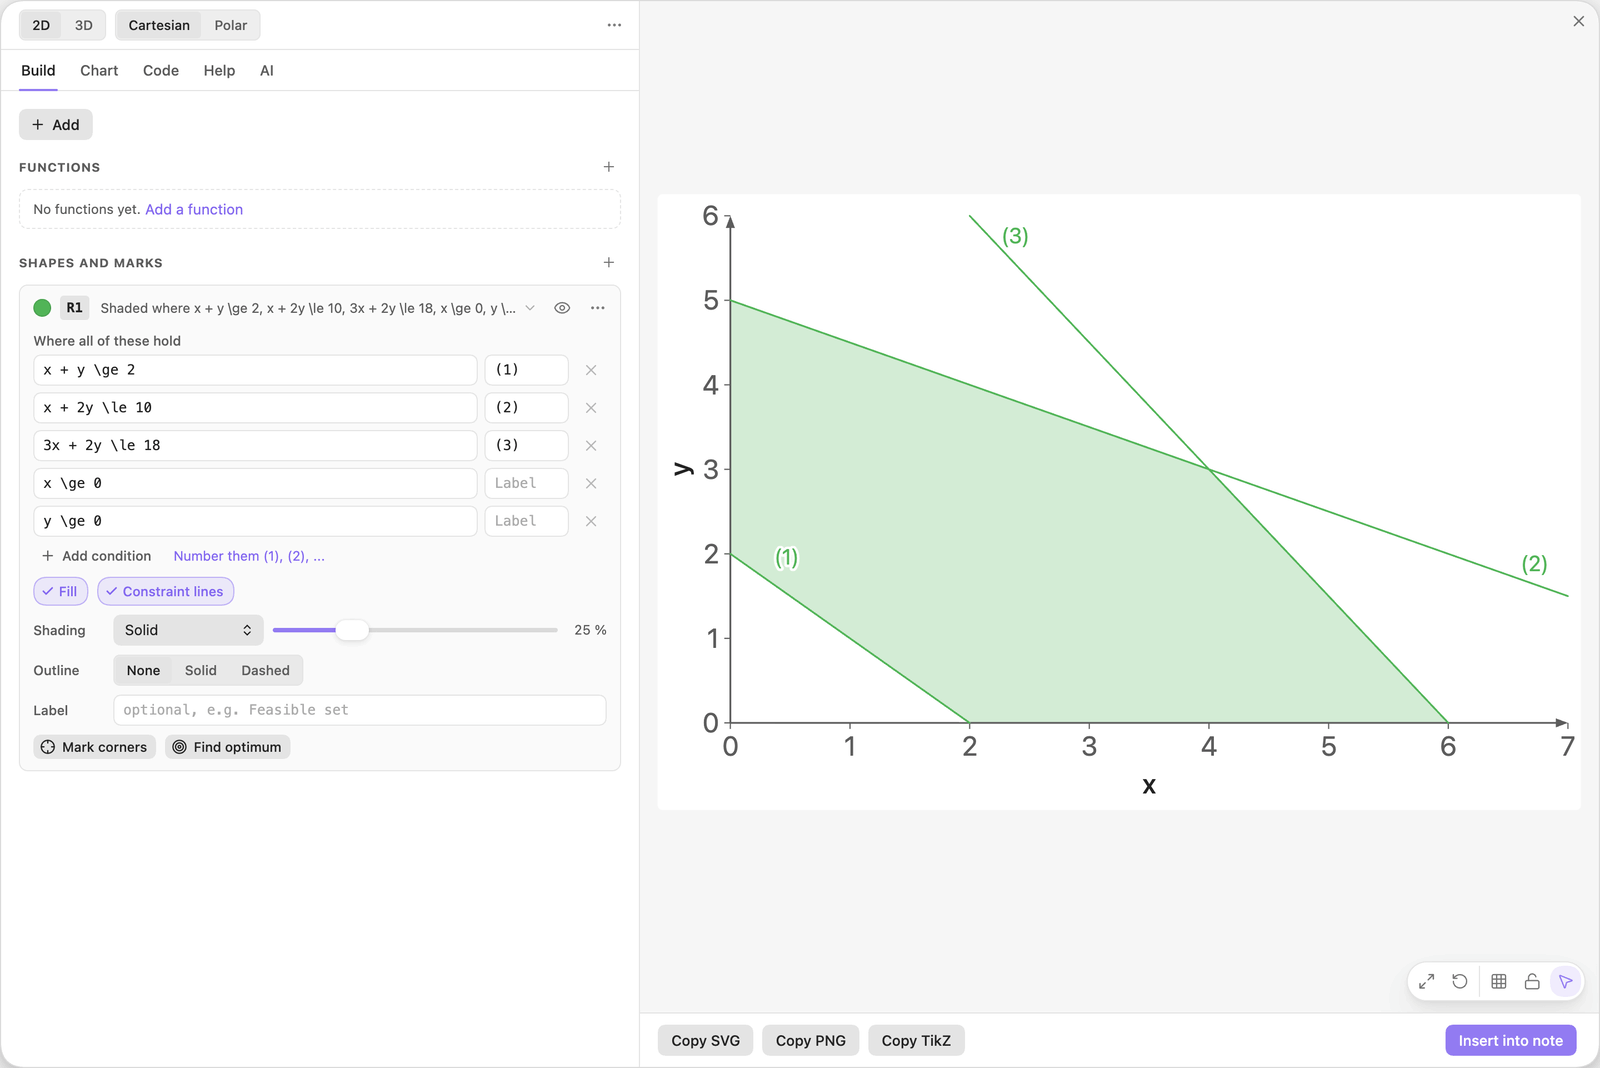 2D 3D Cartesian Polar
Build Chart Code Help AI
+ Add
FUNCTIONS
No functions yet. Add a function
SHAPES AND MARKS
R1 Shaded where x + y \ge 2, x + 2y \le 10, 3x + 2y \le 18, x \ge 0, y \...
Where all of these hold
x + y \ge 2 (1)
x + 2y \le 10 (2)
3x + 2y \le 18 (3)
x \ge 0 Label
y \ge 0 Label
+ Add condition Number them (1), (2), ...
Fill Constraint lines
Shading Solid 25 %
Outline None Solid Dashed
Label optional, e.g. Feasible set
Mark corners Find optimum
6
(3)
5
4
y 3
2 (1) (2)
1
0
0 1 2 3 4 5 6 7
x
Copy SVG Copy PNG Copy TikZ Insert into note